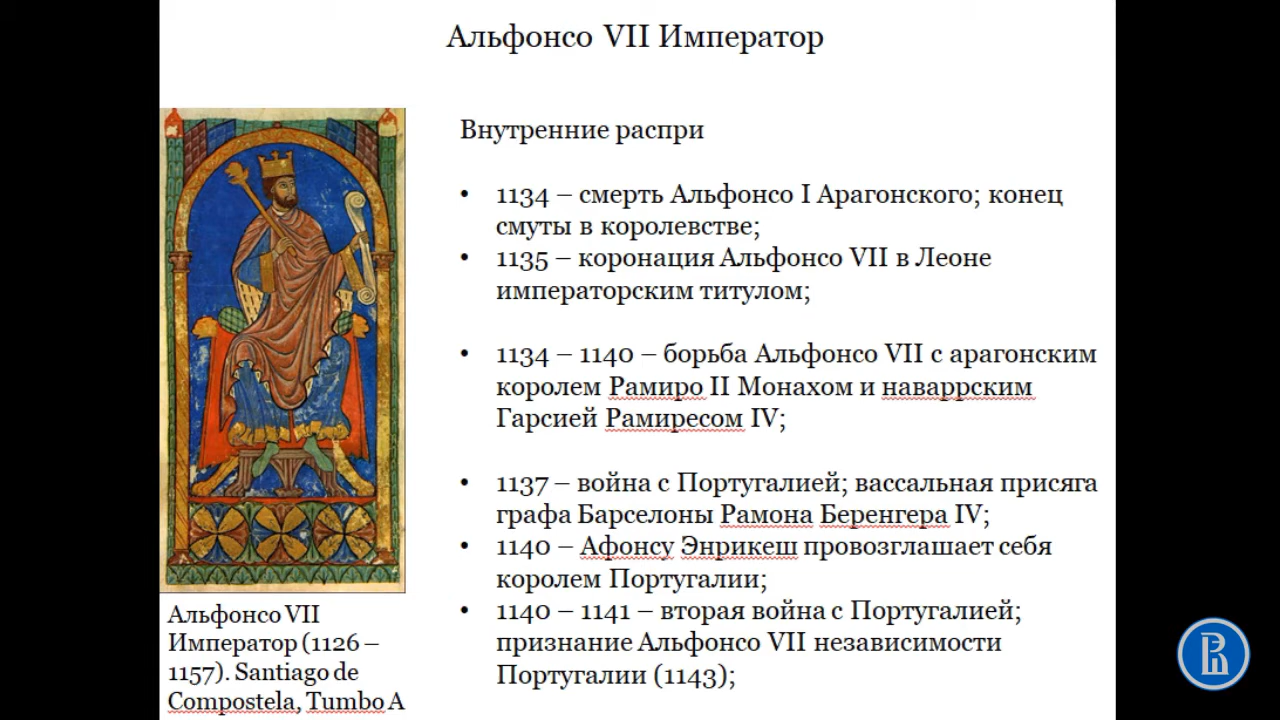 Альфонсо VII Император
Внутренние распри
• 1134 – смерть Альфонсо I Арагонского; конец
смуты в королевстве;
• 1135 – коронация Альфонсо VII в Леоне
императорским титулом;
• 1134 – 1140 – борьба Альфонсо VII с арагонским
королем Рамиро II Монахом и наваррским
Гарсией Рамиресом IV;
• 1137 – война с Португалией; вассальная присяга
графа Барселоны Рамона Беренгера IV;
• 1140 – Афонсу Энрикеш провозглашает себя
королем Португалии;
• 1140 – 1141 – вторая война с Португалией;
признание Альфонсо VII независимости
Португалии (1143);
Альфонсо VII
Император (1126 –
1157). Santiago de
Compostela, Tumbo A